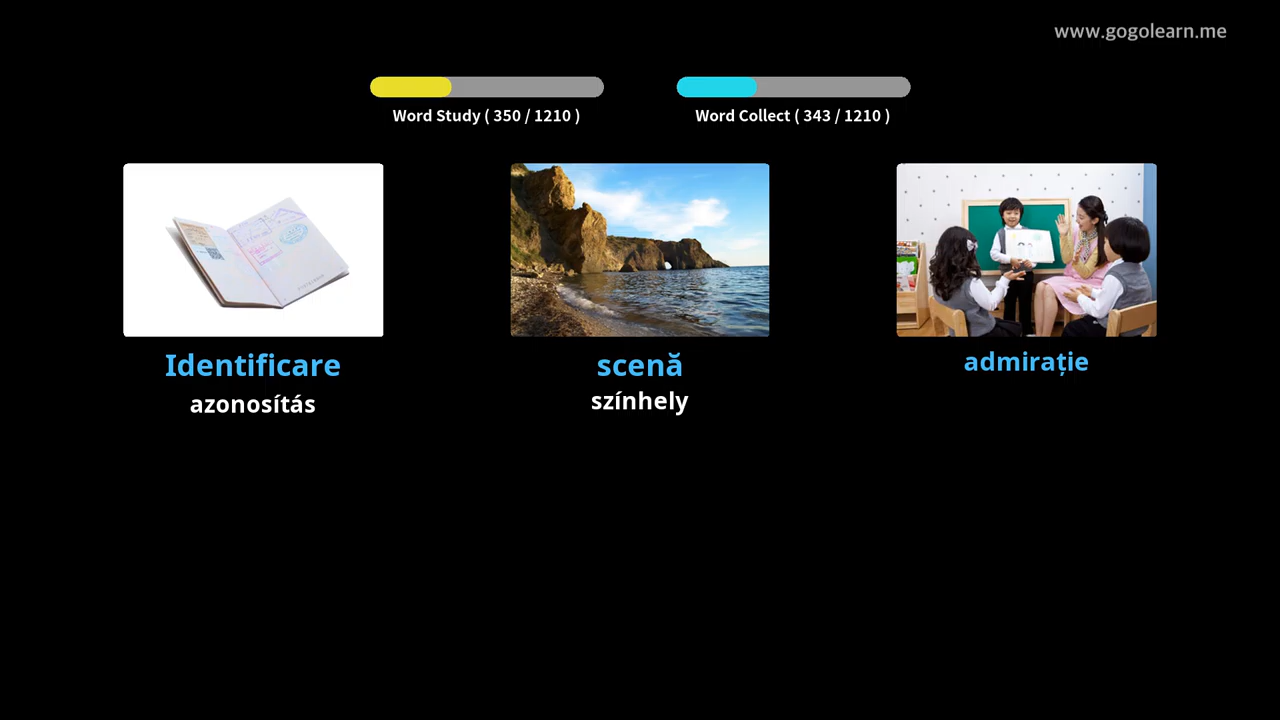 www.gogolearn.me
Word Study ( 350 / 1210 )
Word Collect ( 343 / 1210 )
Identificare
azonosítás
scenă
színhely
admirație